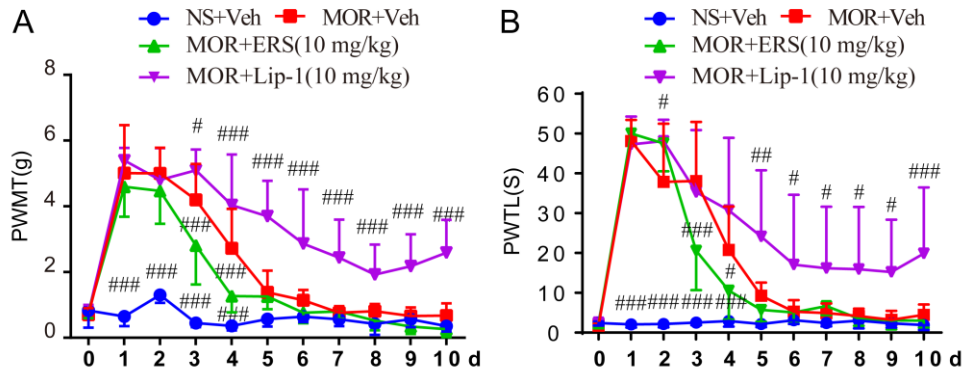 A
NS+Veh MOR+Veh
MOR+ERS(10 mg/kg)
MOR+Lip-1(10 mg/kg)
PWMT(g)
8
6
4
2
0
# ### ### ### ### ### ### ###
###
### ### ### ###
###
0 1 2 3 4 5 6 7 8 9 10 d
B
NS+Veh MOR+Veh
MOR+ERS(10 mg/kg)
MOR+Lip-1(10 mg/kg)
PWTL(S)
60
50
40
30
20
10
0
#
## # # # # ###
###
#
### ### ### ###
0 1 2 3 4 5 6 7 8 9 10 d